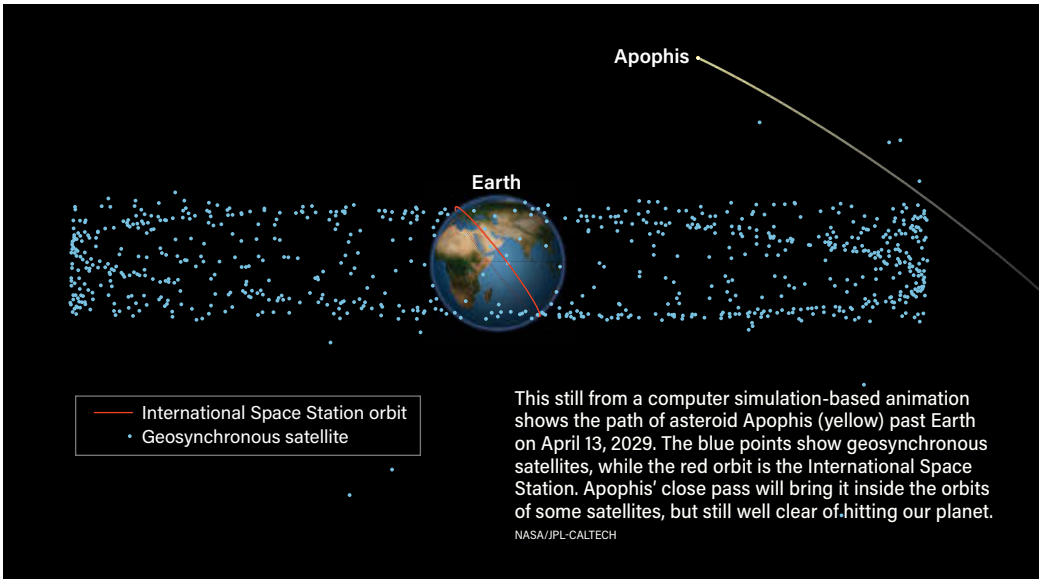 Apophis
Earth
International Space Station orbit
Geosynchronous satellite
This still from a computer simulation-based animation
shows the path of asteroid Apophis (yellow) past Earth
on April 13, 2029. The blue points show geosynchronous
satellites, while the red orbit is the International Space
Station. Apophis’ close pass will bring it inside the orbits
of some satellites, but still well clear of hitting our planet.
NASA/JPL-CALTECH